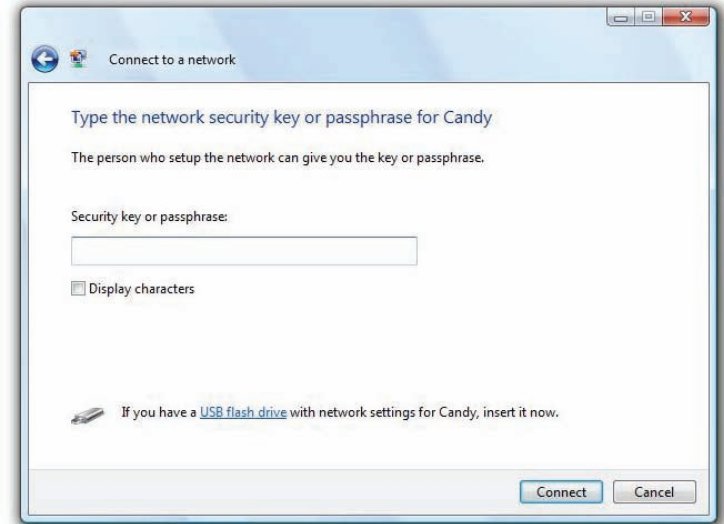 Connect to a network
Type the network security key or passphrase for Candy
The person who setup the network can give you the key or passphrase.
Security key or passphrase:
Display characters
If you have a USB flash drive with network settings for Candy, insert it now.
Connect Cancel